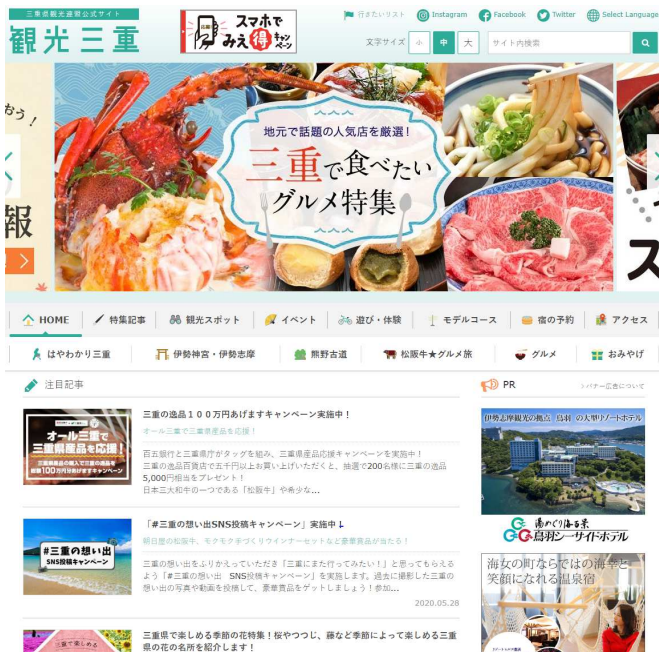 三重県観光連盟公式サイト
観光三重
スマホで
みえ得キャンペーン
行きたいリスト
Instagram
Facebook
Twitter
Select Language
文字サイズ 小 中 大
サイト内検索
おう!
報
地元で話題の人気店を厳選!
三重で食べたい
グルメ特集
ス
HOME
特集記事
観光スポット
イベント
遊び・体験
モデルコース
宿の予約
アクセス
はやわかり三重
伊勢神宮・伊勢志摩
熊野古道
松阪牛★グルメ旅
グルメ
おみやげ
注目記事
オール三重で
三重県産品を応援!
三重の逸品100万円あげますキャンペーン実施中!
オール三重で三重県産品を応援!
百五銀行と三重県庁がタッグを組み、三重県産品応援キャンペーンを実施中!
三重の逸品百貨店で五千円以上お買い上げいただくと、抽選で200名様に三重の逸品
5,000円相当をプレゼント!
日本三大和牛の一つである「松阪牛」や希少な...
#三重の想い出
SNS投稿キャンペーン
「#三重の想い出SNS投稿キャンペーン」実施中↓
朝日屋の松阪牛、モクモク手づくりウインナーセットなど豪華賞品が当たる!
三重の想い出をふりかえっていただき「三重にまた行ってみたい!」と思ってもらえる
よう「#三重の想い出 SNS投稿キャンペーン」を実施します。過去に撮影した三重の
想い出の写真や動画を投稿して、豪華賞品をゲットしましょう!参加...
2020.05.28
三重で楽しめる
三重県で楽しめる季節の花特集!桜やつつじ、藤など季節によって楽しめる三重
県の花の名所を紹介します!
PR
>バナー広告について
伊勢志摩観光の拠点 鳥羽 の大型リゾートホテル
湯めぐり海百景
鳥羽シーサイドホテル
海女の町ならではの海幸と
笑顔になれる温泉宿